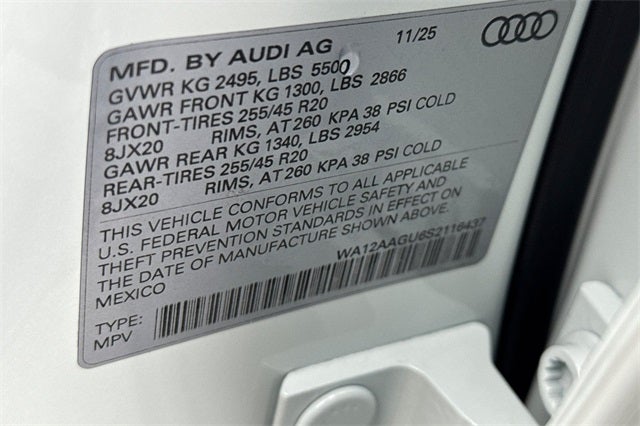 MFD. BY AUDI AG 11/25
GVWR KG 2495, LBS 5500
GAWR FRONT KG 1300, LBS 2866
FRONT-TIRES 255/45 R20
8JX20 RIMS, AT 260 KPA 38 PSI COLD
GAWR REAR KG 1340, LBS 2954
REAR-TIRES 255/45 R20
8JX20 RIMS, AT 260 KPA 38 PSI COLD
THIS VEHICLE CONFORMS TO ALL APPLICABLE
U.S. FEDERAL MOTOR VEHICLE SAFETY AND
THEFT PREVENTION STANDARDS IN EFFECT ON
THE DATE OF MANUFACTURE SHOWN ABOVE.
MEXICO WA12AAGU6S2116437
TYPE:
MPV